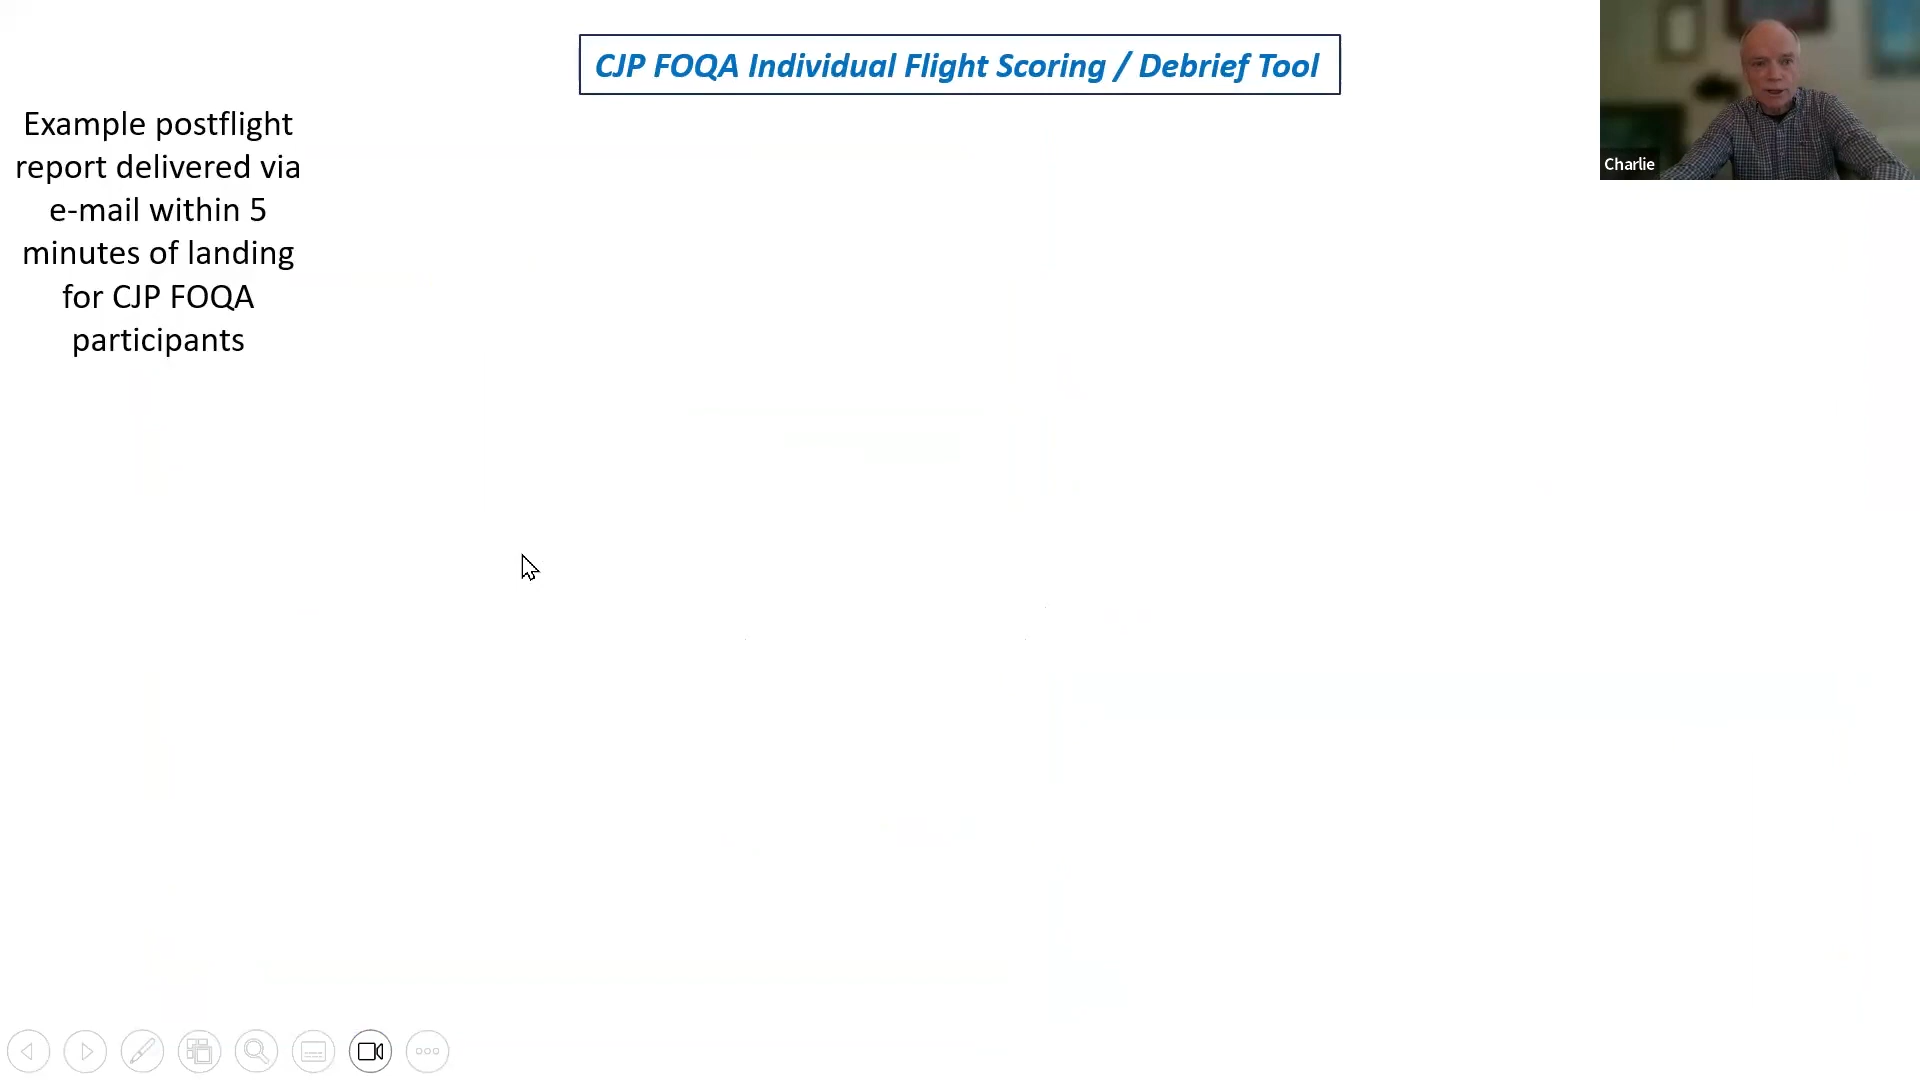 CJP FOQA Individual Flight Scoring / Debrief Tool
Example postflight
report delivered via
e-mail within 5
minutes of landing
for CJP FOQA
participants
Charlie